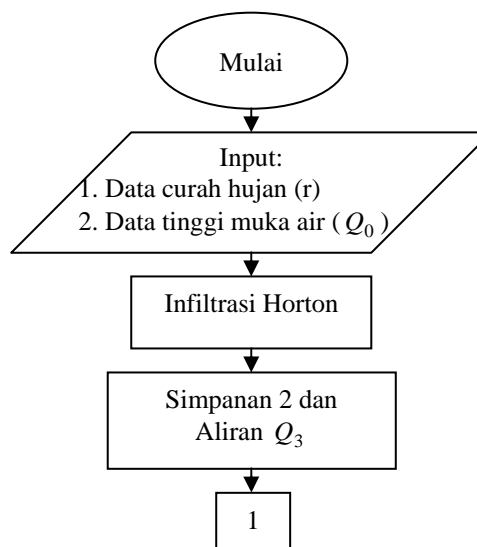 Mulai
Input:
1. Data curah hujan (r)
2. Data tinggi muka air ( Q₀ )
Infiltrasi Horton
Simpanan 2 dan
Aliran Q₃
1